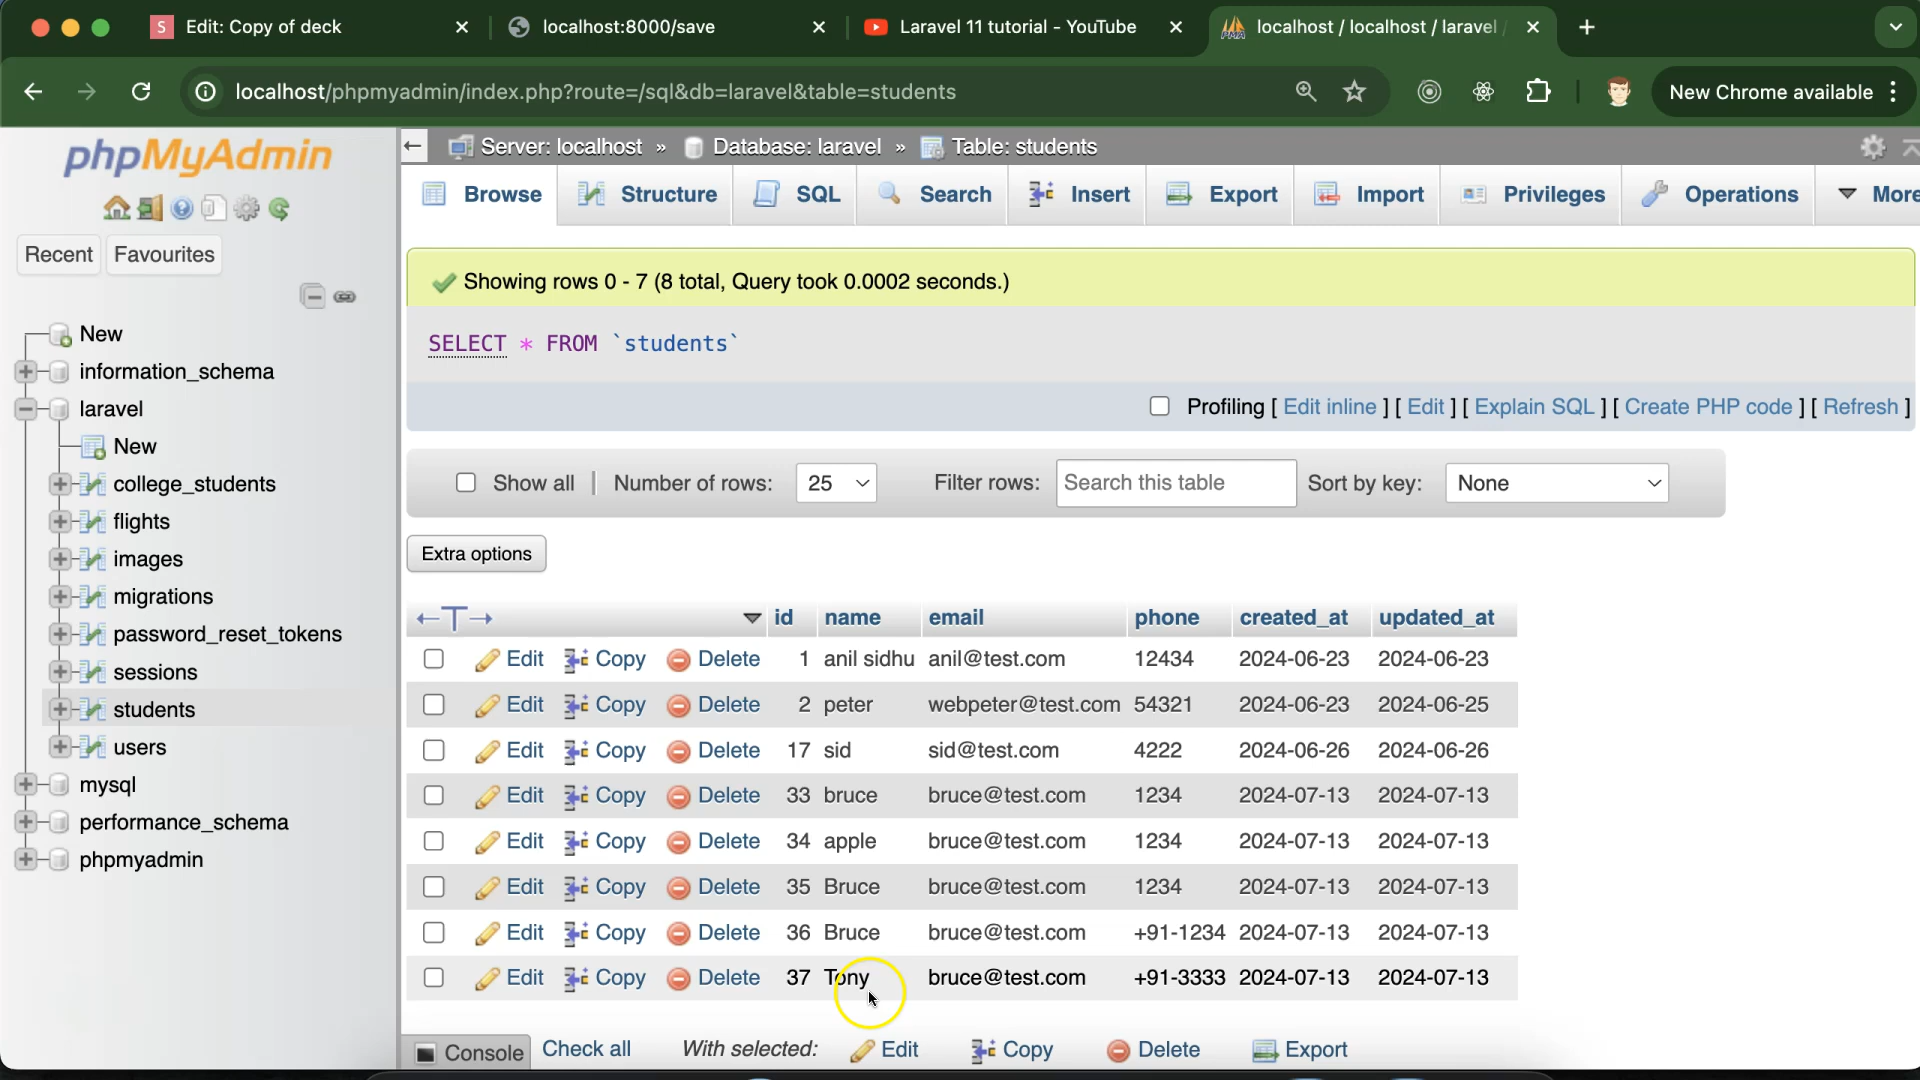 Edit: Copy of deck
localhost:8000/save
Laravel 11 tutorial - YouTube
localhost / localhost / laravel /
localhost/phpmyadmin/index.php?route=/sql&db=laravel&table=students
New Chrome available
phpMyAdmin
Recent Favourites
New
information_schema
laravel
New
college_students
flights
images
migrations
password_reset_tokens
sessions
students
users
mysql
performance_schema
phpmyadmin
Server: localhost » Database: laravel » Table: students
Browse Structure SQL Search Insert Export Import Privileges Operations More
Showing rows 0 - 7 (8 total, Query took 0.0002 seconds.)
SELECT * FROM `students`
Profiling [ Edit inline ] [ Edit ] [ Explain SQL ] [ Create PHP code ] [ Refresh ]
Show all | Number of rows: 25 Filter rows: Search this table Sort by key: None
Extra options
←T→ id name email phone created_at updated_at
Edit Copy Delete 1 anil sidhu anil@test.com 12434 2024-06-23 2024-06-23
Edit Copy Delete 2 peter webpeter@test.com 54321 2024-06-23 2024-06-25
Edit Copy Delete 17 sid sid@test.com 4222 2024-06-26 2024-06-26
Edit Copy Delete 33 bruce bruce@test.com 1234 2024-07-13 2024-07-13
Edit Copy Delete 34 apple bruce@test.com 1234 2024-07-13 2024-07-13
Edit Copy Delete 35 Bruce bruce@test.com 1234 2024-07-13 2024-07-13
Edit Copy Delete 36 Bruce bruce@test.com +91-1234 2024-07-13 2024-07-13
Edit Copy Delete 37 Tony bruce@test.com +91-3333 2024-07-13 2024-07-13
Console Check all With selected: Edit Copy Delete Export